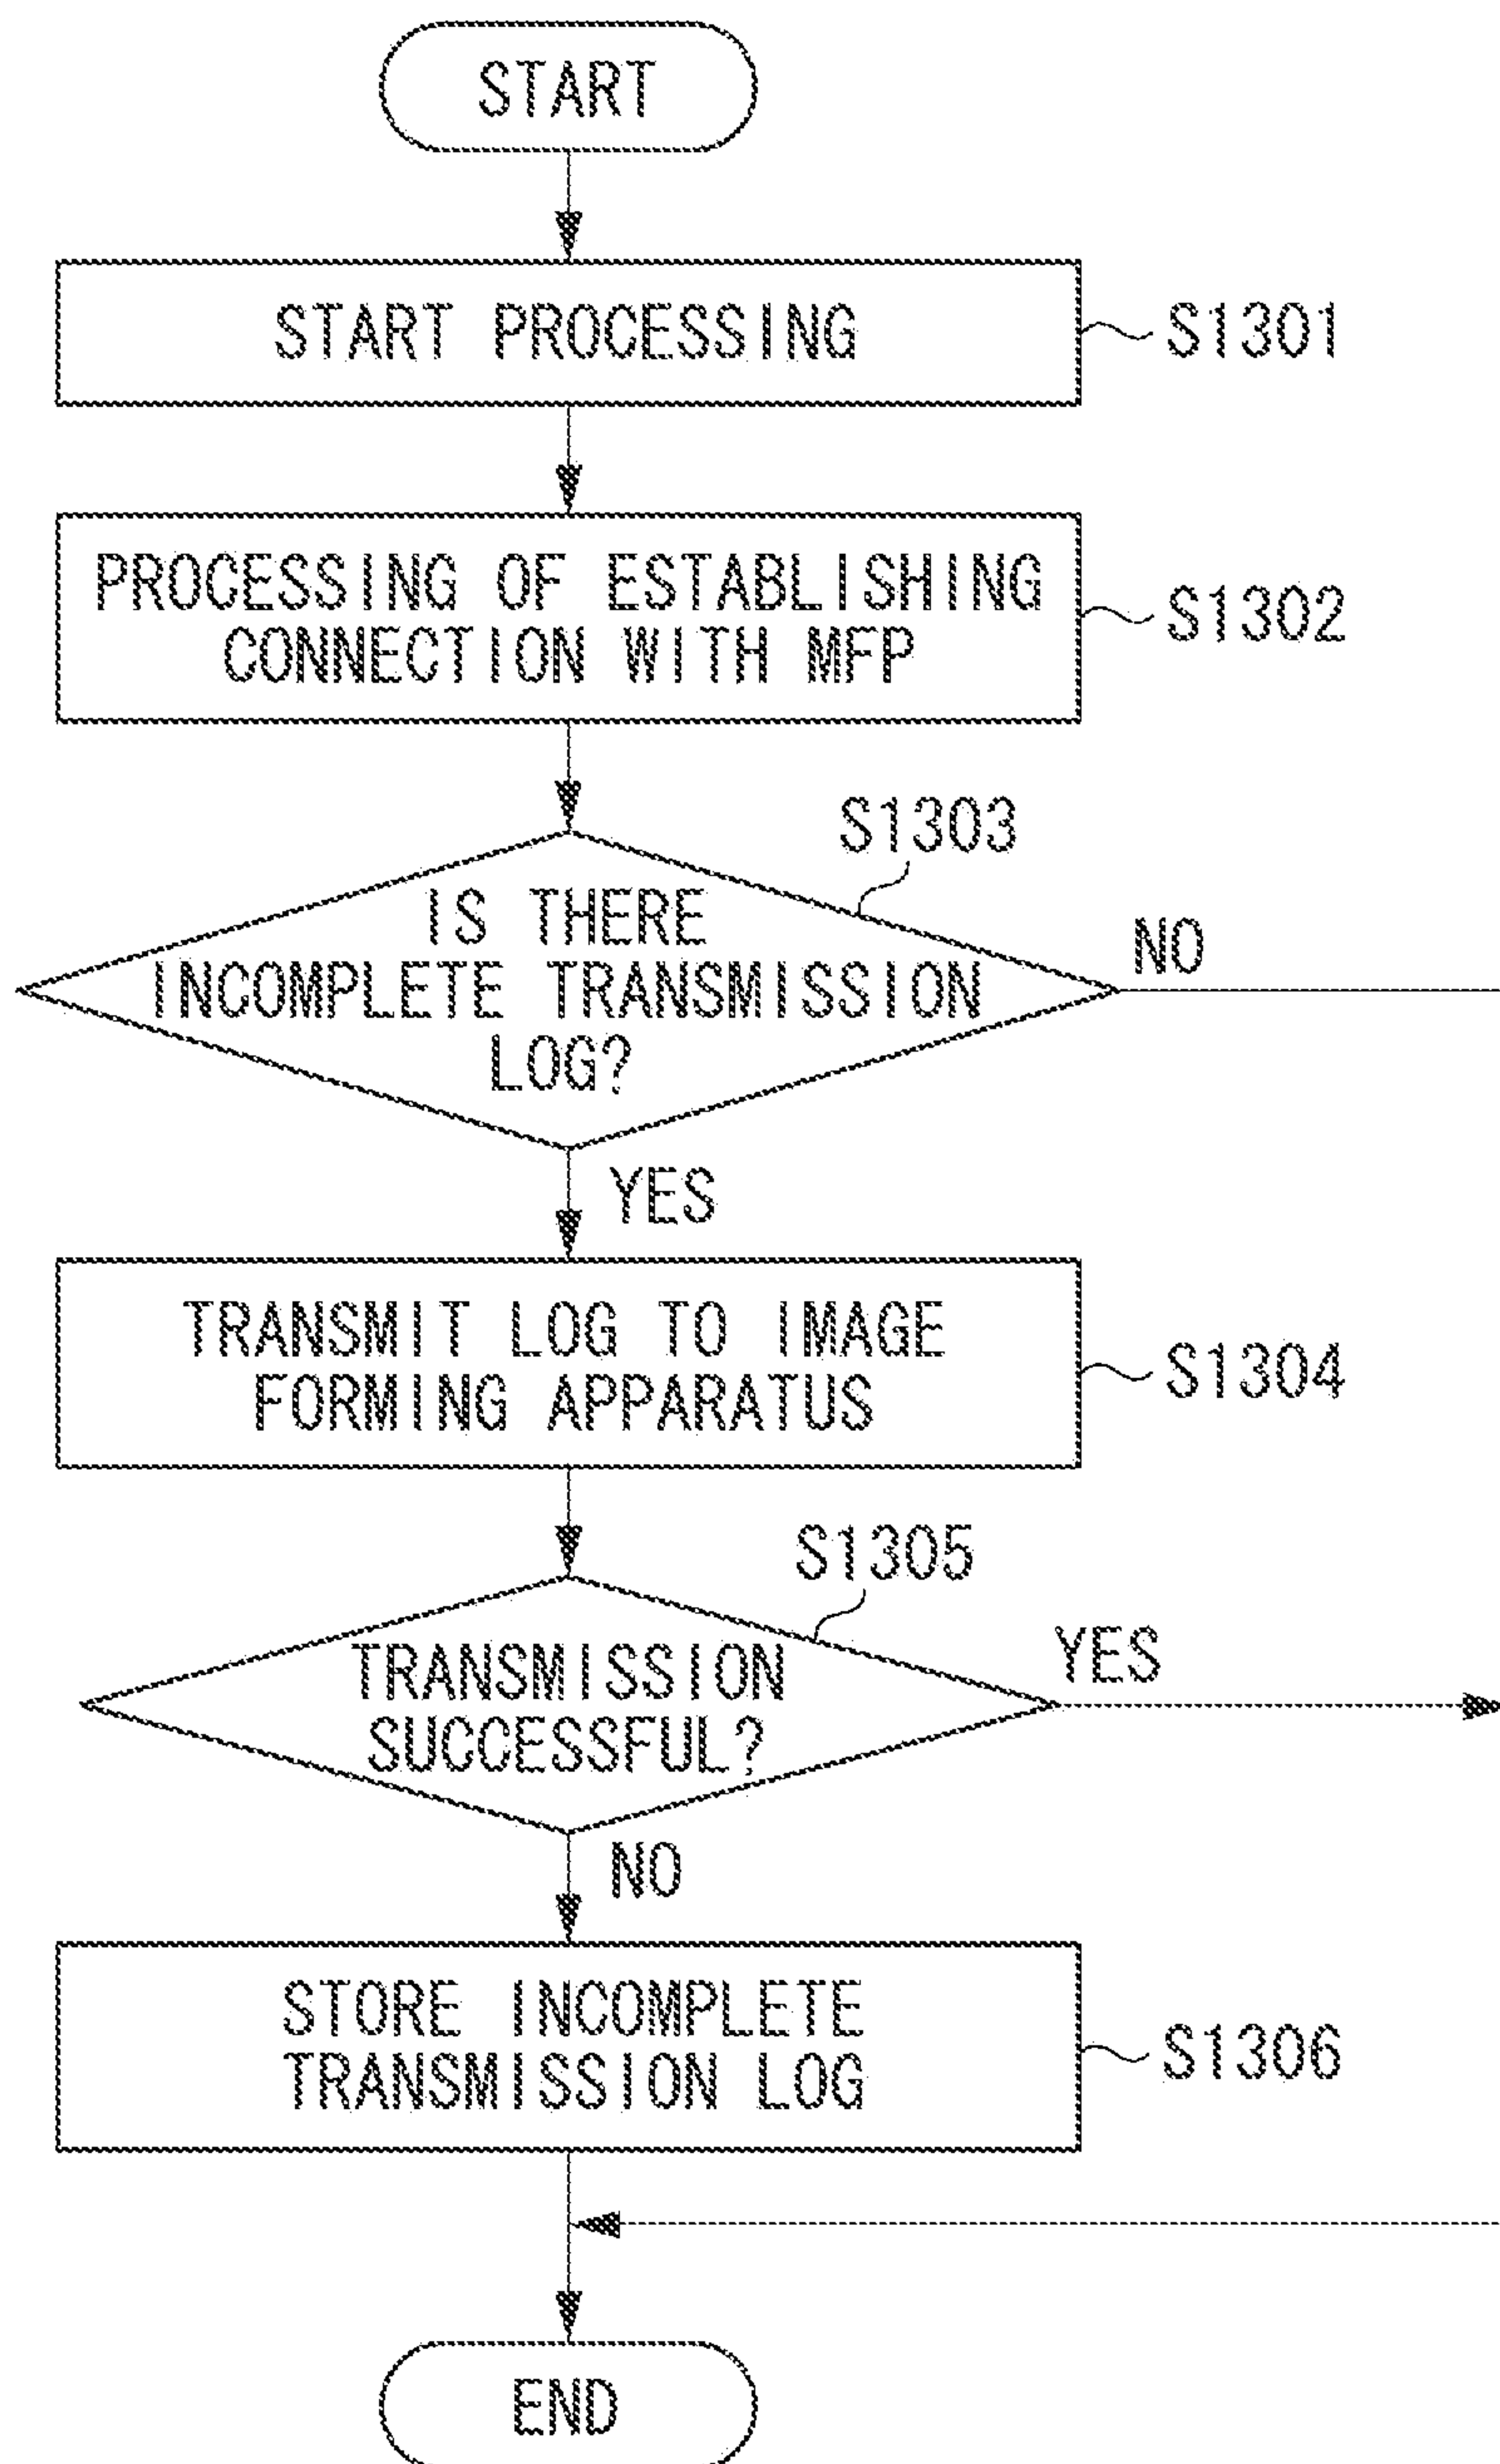 START
START PROCESSING
S1301
PROCESSING OF ESTABLISHING
CONNECTION WITH MFP
S1302
S1303
IS THERE
INCOMPLETE TRANSMISSION
LOG?
NO
YES
TRANSMIT LOG TO IMAGE
FORMING APPARATUS
S1304
S1305
TRANSMISSION
SUCCESSFUL?
YES
NO
STORE INCOMPLETE
TRANSMISSION LOG
S1306
END